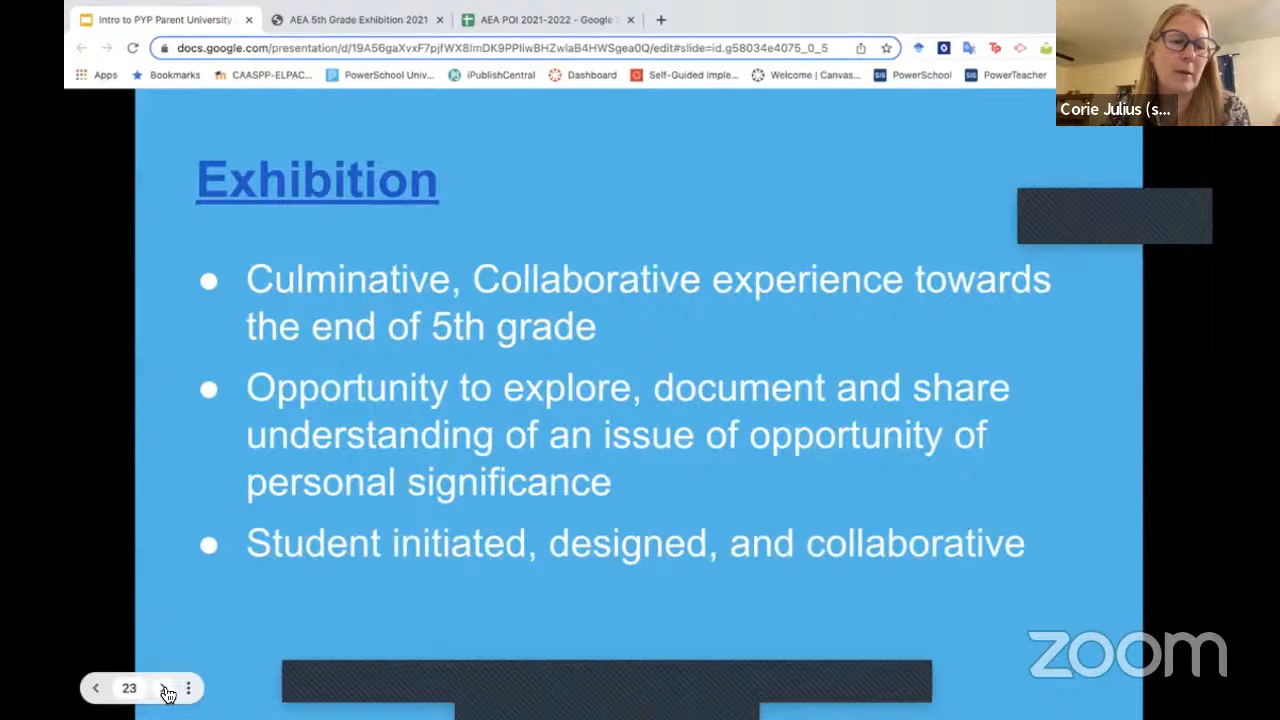 Intro to PYP Parent University
AEA 5th Grade Exhibition 2021
AEA POI 2021-2022 - Google
docs.google.com/presentation/d/19A56gaXvxF7pjfWX8ImDK9PPIiwBHZwlaB4HWSgea0Q/edit#slide=id.g58034e4075_0_5
Apps Bookmarks CAASPP-ELPAC... PowerSchool Univ... iPublishCentral Dashboard Self-Guided Imple... Welcome | Canvas... SIS PowerSchool SIS PowerTeacher
Corie Julius (s...
Exhibition
● Culminative, Collaborative experience towards
the end of 5th grade
● Opportunity to explore, document and share
understanding of an issue of opportunity of
personal significance
● Student initiated, designed, and collaborative
23
zoom